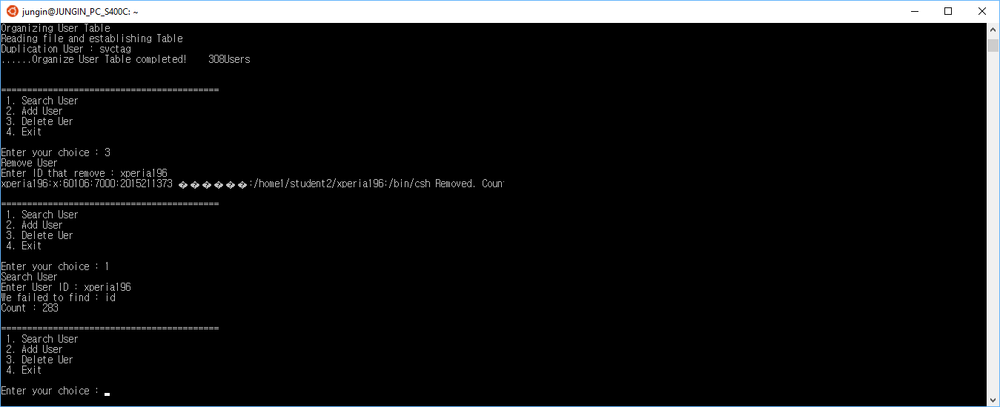 jungin@JUNGIN_PC_S400C: ~
Organizing User Table
Reading file and establishing Table
Duplication User : svctag
......Organize User Table completed!    308Users
==========================================
1. Search User
2. Add User
3. Delete Uer
4. Exit
Enter your choice : 3
Remove User
Enter ID that remove : xperia196
xperia196:x:60106:7000:2015211373 ������:/home1/student2/xperia196:/bin/csh Removed. Coun
==========================================
1. Search User
2. Add User
3. Delete Uer
4. Exit
Enter your choice : 1
Search User
Enter User ID : xperia196
We failed to find : id
Count : 283
==========================================
1. Search User
2. Add User
3. Delete Uer
4. Exit
Enter your choice :